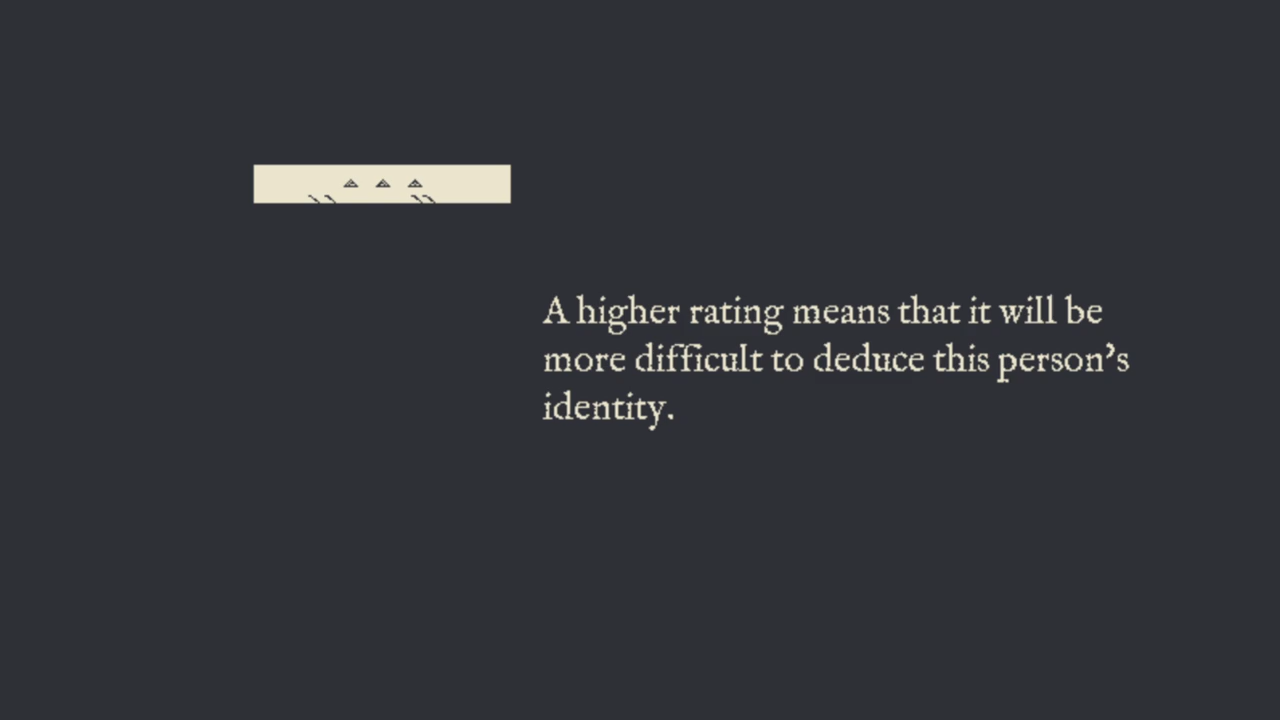 A higher rating means that it will be
more difficult to deduce this person’s
identity.